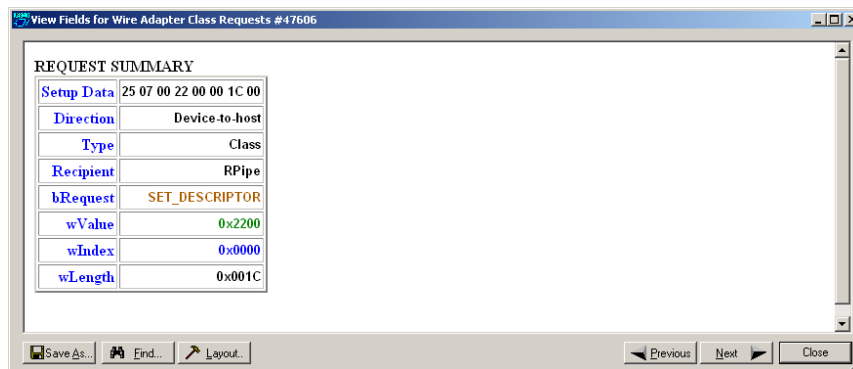 View Fields for Wire Adapter Class Requests #47606
REQUEST SUMMARY
Setup Data 25 07 00 22 00 00 1C 00
Direction Device-to-host
Type Class
Recipient RPipe
bRequest SET_DESCRIPTOR
wValue 0x2200
wIndex 0x0000
wLength 0x001C
Save As... Find... Layout.. Previous Next Close